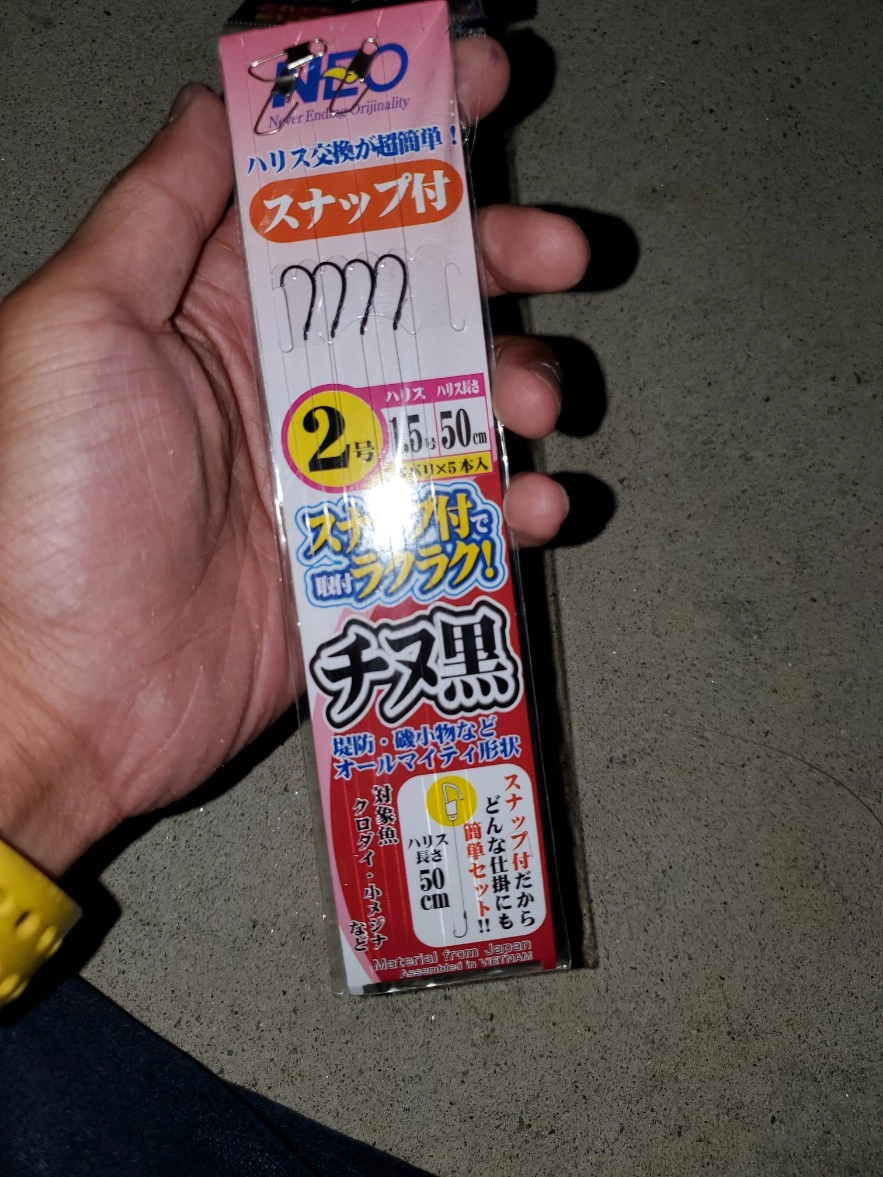 NEO
Never Ending Orijinality
ハリス交換が超簡単！
スナップ付
2号
ハリス
1.5号
ハリス長さ
50cm
バリ×5本入
スナップ付で
取付ラクラク！
チヌ黒
堤防・磯小物など
オールマイティ形状
対象魚
クロダイ・小メジナ
など
ハリス
長さ
50
cm
スナップ付だから
どんな仕掛にも
簡単セット!!
Material from Japan
Assembled in VIETNAM